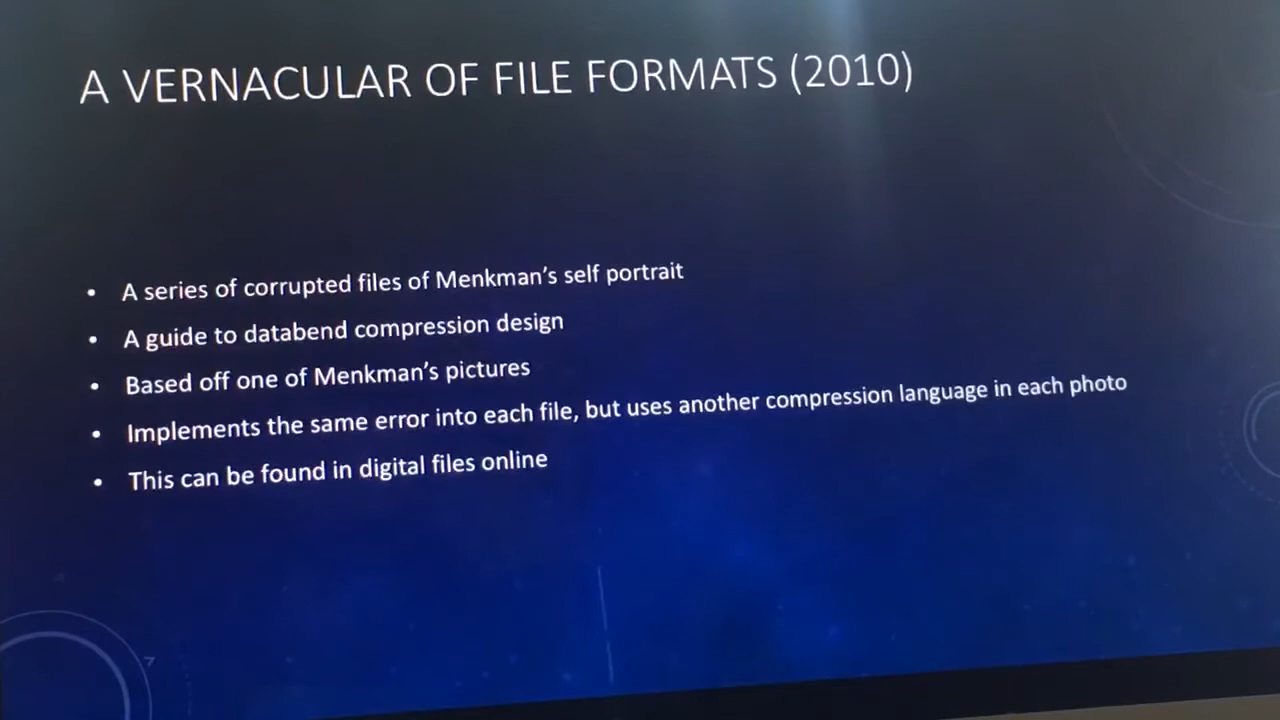 A VERNACULAR OF FILE FORMATS (2010)
• A series of corrupted files of Menkman's self portrait
• A guide to databend compression design
• Based off one of Menkman's pictures
• Implements the same error into each file, but uses another compression language in each photo
• This can be found in digital files online